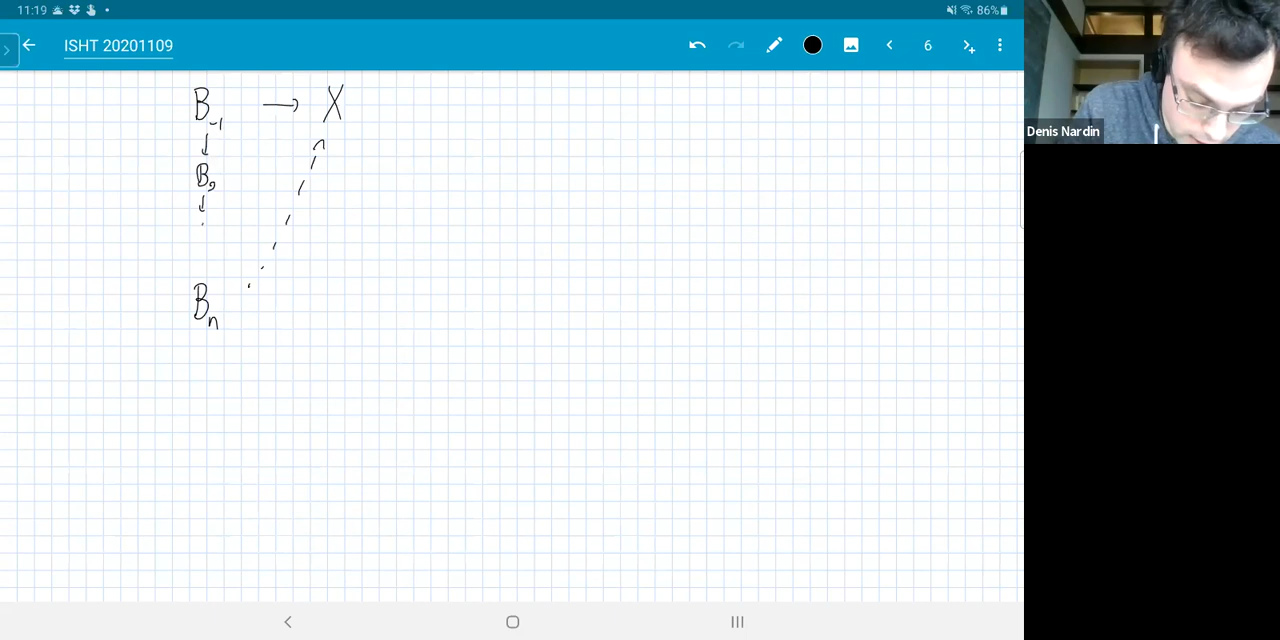 11:19
86%
ISHT 20201109
6
B₋₁ → X
↓
B₀
↓
Bₙ
Denis Nardin